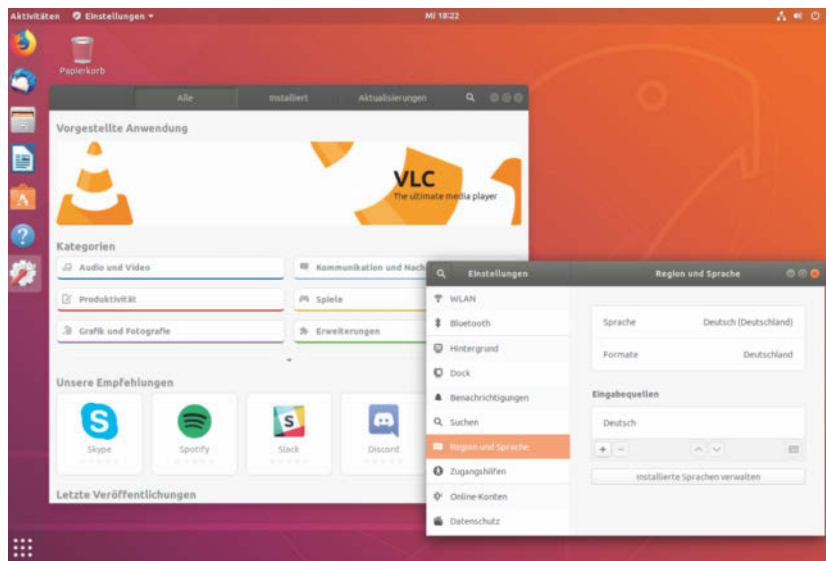 Aktivitäten Einstellungen Mi 18:22
Papierkorb
Alle Installiert Aktualisierungen
Vorgestellte Anwendung
VLC
The ultimate media player
Kategorien
Audio und Video Kommunikation und Nach
Produktivität Spiele
Grafik und Fotografie Erweiterungen
Unsere Empfehlungen
S S
Skype Spotify Slack Discord
Letzte Veröffentlichungen
Einstellungen Region und Sprache
WLAN
Bluetooth
Hintergrund
Dock
Benachrichtigungen
Suchen
Region und Sprache
Zugangshilfen
Online-Konten
Datenschutz
Sprache Deutsch (Deutschland)
Formate Deutschland
Eingabequellen
Deutsch
Installierte Sprachen verwalten